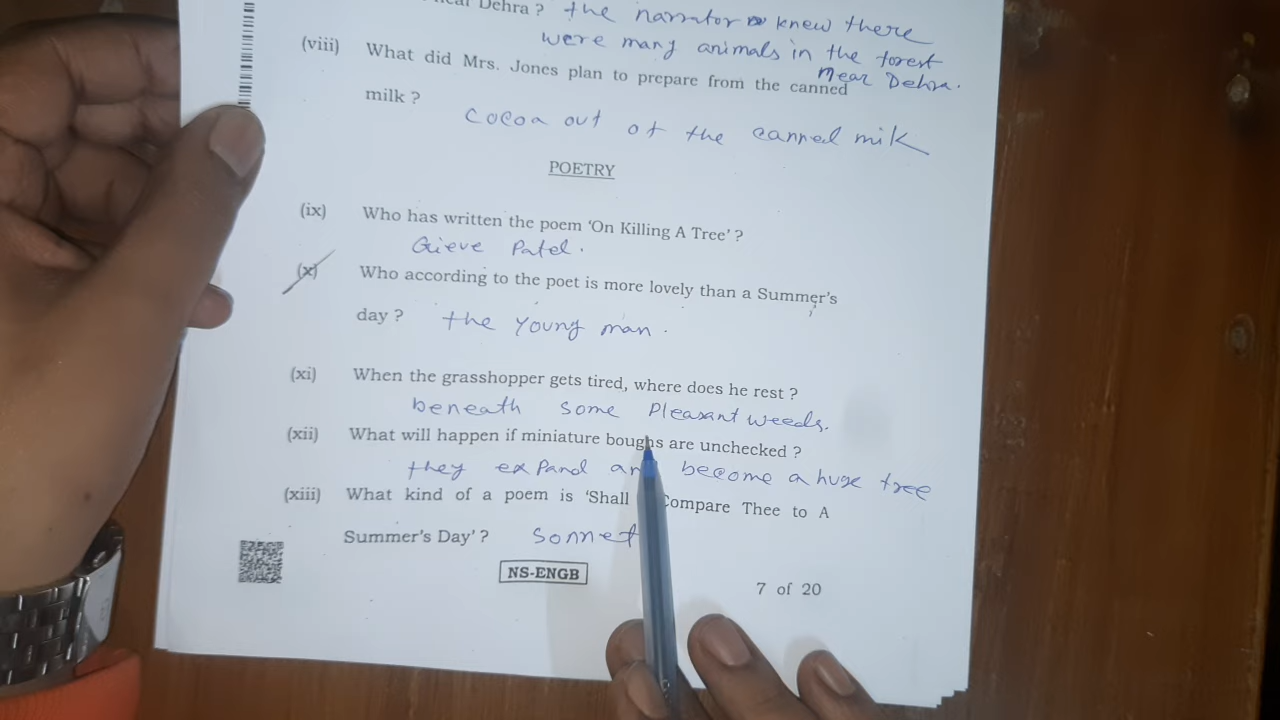 Dehra ? the narrator knew there
were many animals in the forest
near Dehra.
(viii) What did Mrs. Jones plan to prepare from the canned
milk ? Cocoa out of the canned milk
POETRY
(ix) Who has written the poem 'On Killing A Tree' ?
Gieve Patel.
(x) Who according to the poet is more lovely than a Summer's
day ? the young man.
(xi) When the grasshopper gets tired, where does he rest ?
beneath some Pleasant weeds.
(xii) What will happen if miniature boughs are unchecked ?
they expand an become a huge tree
(xiii) What kind of a poem is 'Shall Compare Thee to A
Summer's Day' ? Sonnet
NS-ENGB
7 of 20